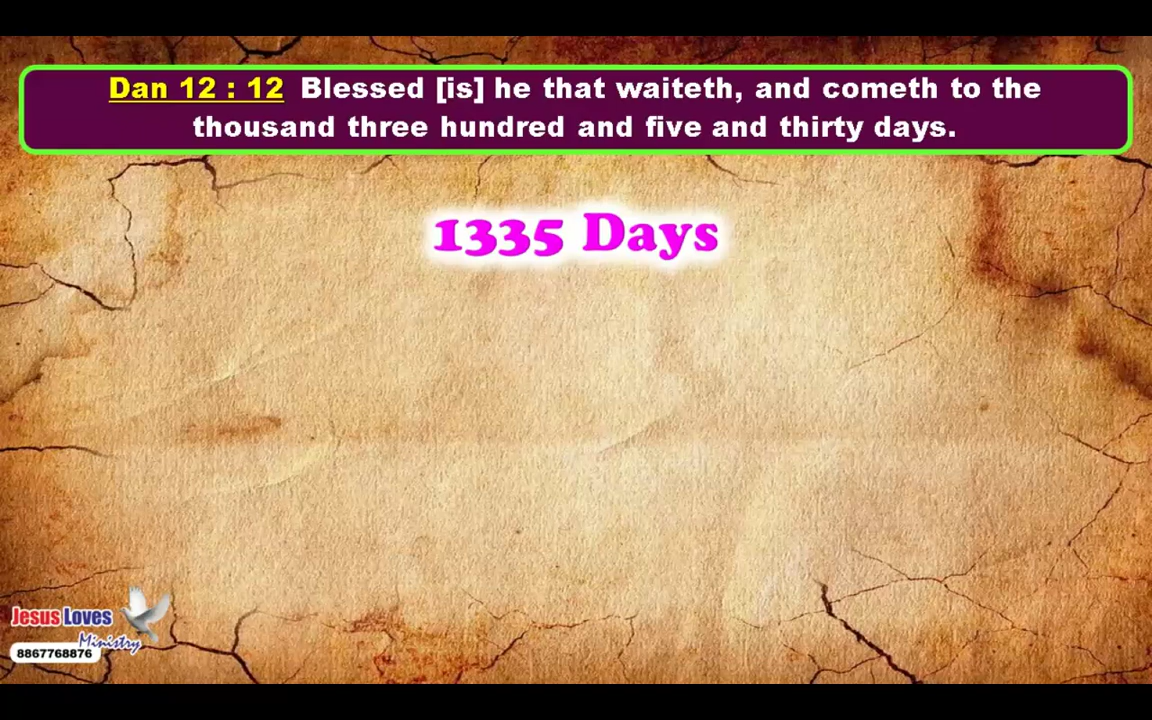 Dan 12 : 12 Blessed [is] he that waiteth, and cometh to the
thousand three hundred and five and thirty days.
1335 Days
Jesus Loves
Ministry
8867768876